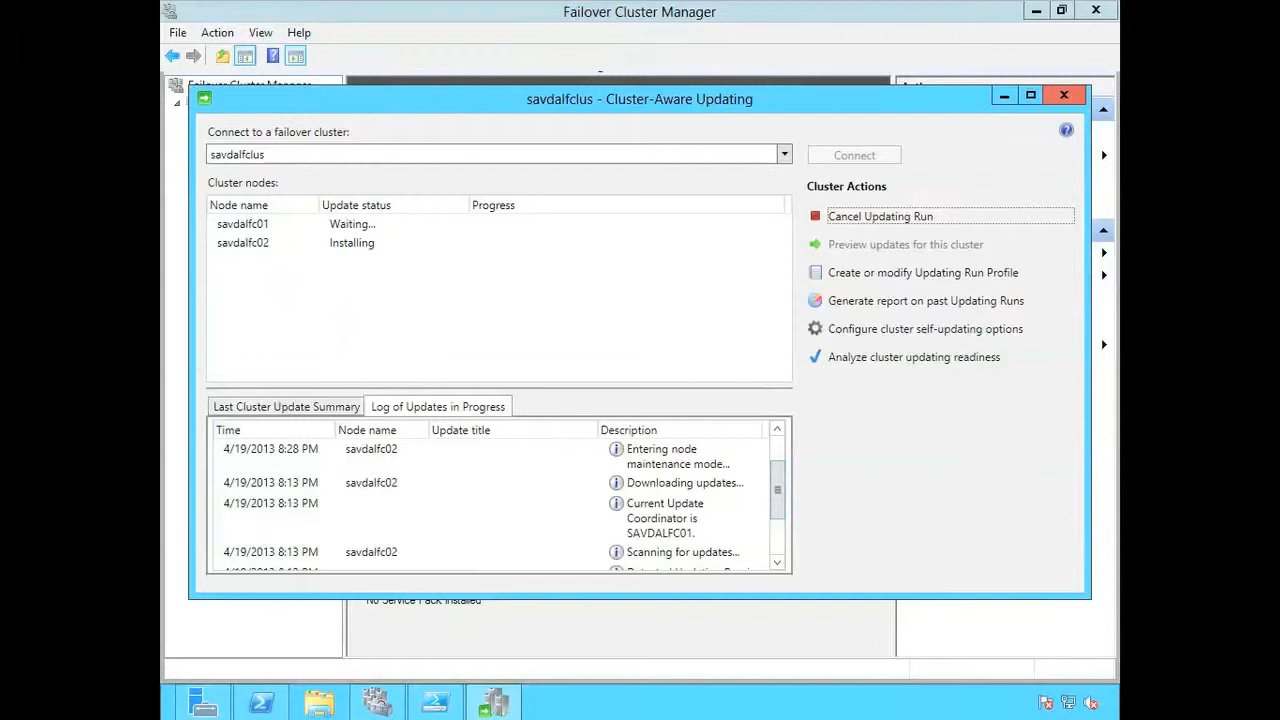 Failover Cluster Manager
File Action View Help
savdalfclus - Cluster-Aware Updating
Connect to a failover cluster:
savdalfclus
Connect
Cluster nodes:
Node name Update status Progress
savdalfc01 Waiting...
savdalfc02 Installing
Cluster Actions
Cancel Updating Run
Preview updates for this cluster
Create or modify Updating Run Profile
Generate report on past Updating Runs
Configure cluster self-updating options
Analyze cluster updating readiness
Last Cluster Update Summary Log of Updates in Progress
Time Node name Update title Description
4/19/2013 8:28 PM savdalfc02 Entering node
maintenance mode...
4/19/2013 8:13 PM savdalfc02 Downloading updates...
4/19/2013 8:13 PM Current Update
Coordinator is
SAVDALFC01.
4/19/2013 8:13 PM savdalfc02 Scanning for updates...
No Service Pack Installed